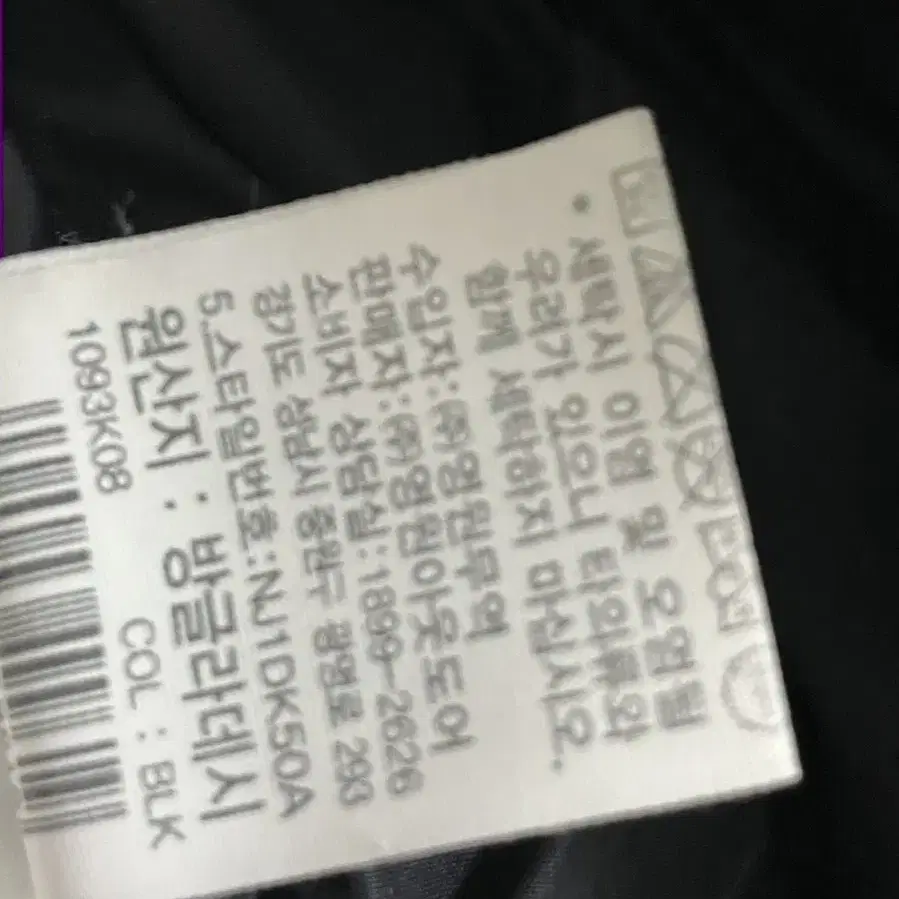 * 세탁시 이염 및 오염될
우려가 있으니 타의류와
함께 세탁하지 마십시오.
수입자:(주)영원무역
판매자:(주)영원아웃도어
소비자 상담실:1899-2626
경기도 성남시 중원구 광명로 293
5.스타일번호:NJ1DK50A
원산지 : 방글라데시
1093K08 COL : BLK